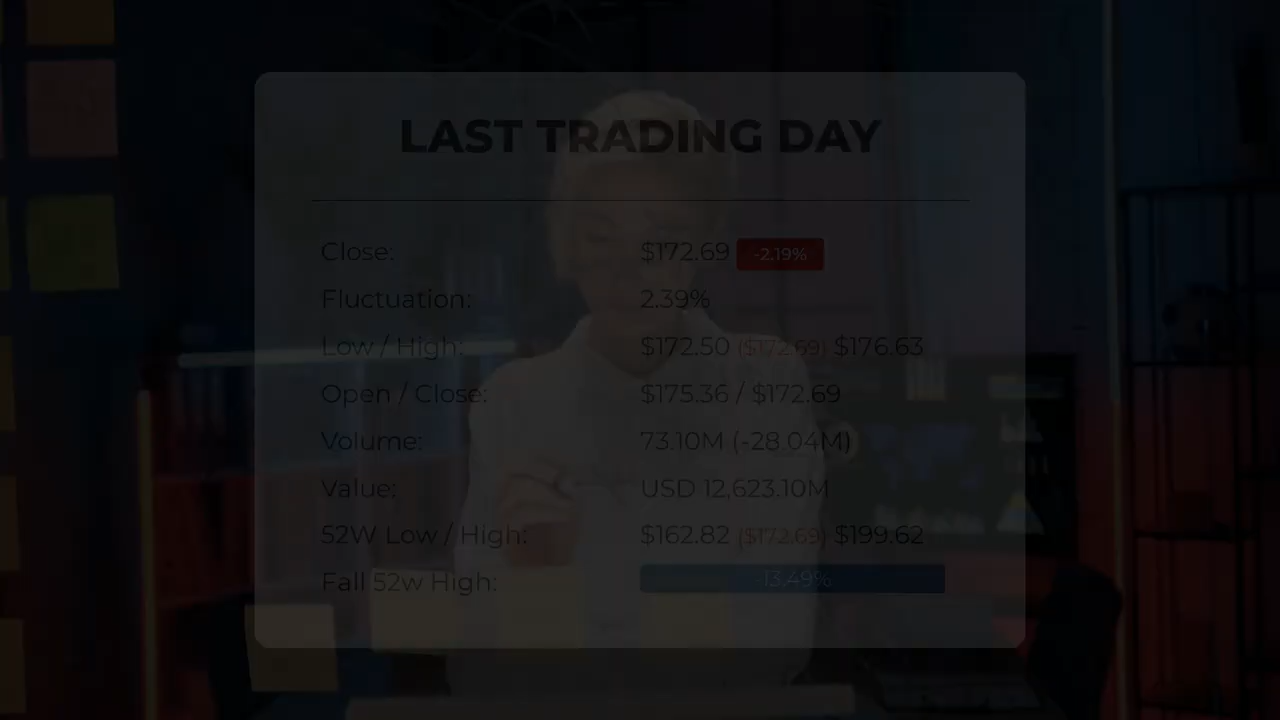 LAST TRADING DAY
Close: $172.69 -2.19%
Fluctuation: 2.39%
Low / High: $172.50 ($172.69) $176.63
Open / Close: $175.36 / $172.69
Volume: 73.10M (-28.04M)
Value: USD 12,623.10M
52W Low / High: $162.82 ($172.69) $199.62
Fall 52w High: -13.49%